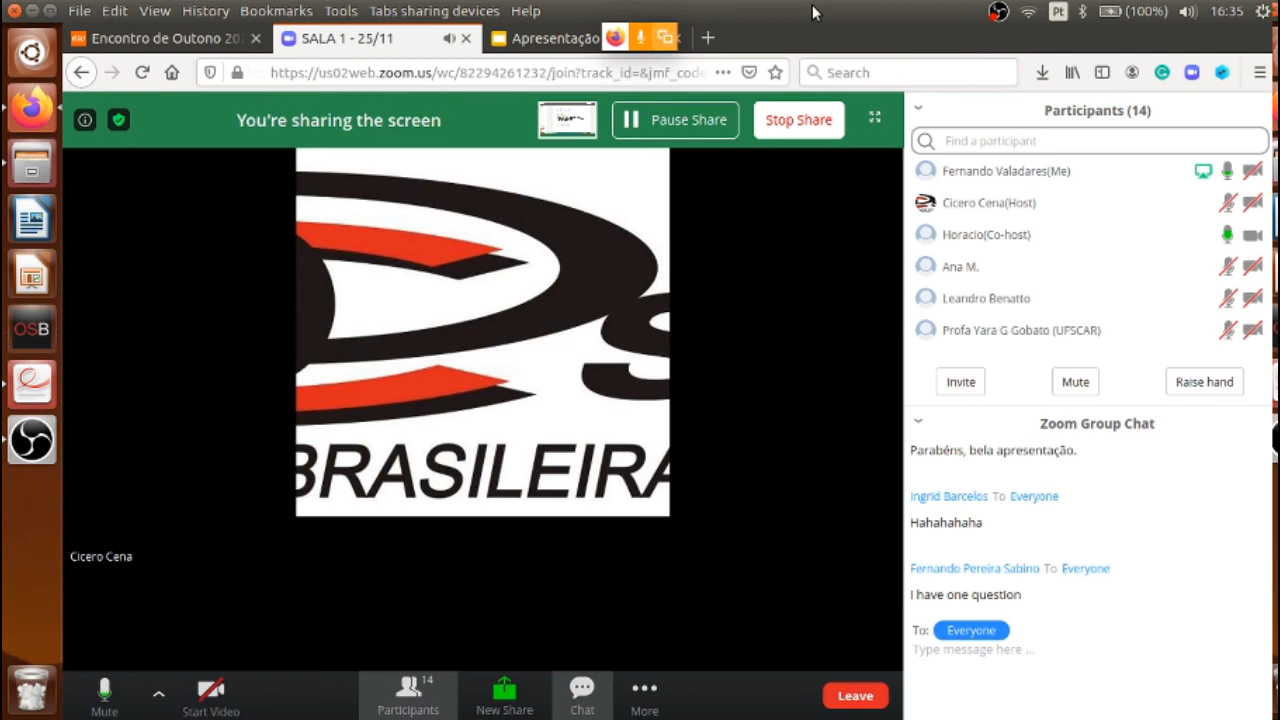 File Edit View History Bookmarks Tools Tabs sharing devices Help
Pt (100%) 16:35
Encontro de Outono 20 SALA 1 - 25/11 Apresentação
https://us02web.zoom.us/wc/82294261232/join?track_id=&jmf_code Search
You're sharing the screen Pause Share Stop Share
Participants (14)
Find a participant
Fernando Valadares(Me)
Cicero Cena(Host)
Horacio(Co-host)
Ana M.
Leandro Benatto
Profa Yara G Gobato (UFSCAR)
Invite Mute Raise hand
Zoom Group Chat
Parabéns, bela apresentação.
Ingrid Barcelos To Everyone
Hahahahaha
Fernando Pereira Sabino To Everyone
I have one question
To: Everyone
Type message here ...
OSB
BRASILEIRA
Cicero Cena
Mute Start Video Participants 14 New Share Chat More Leave